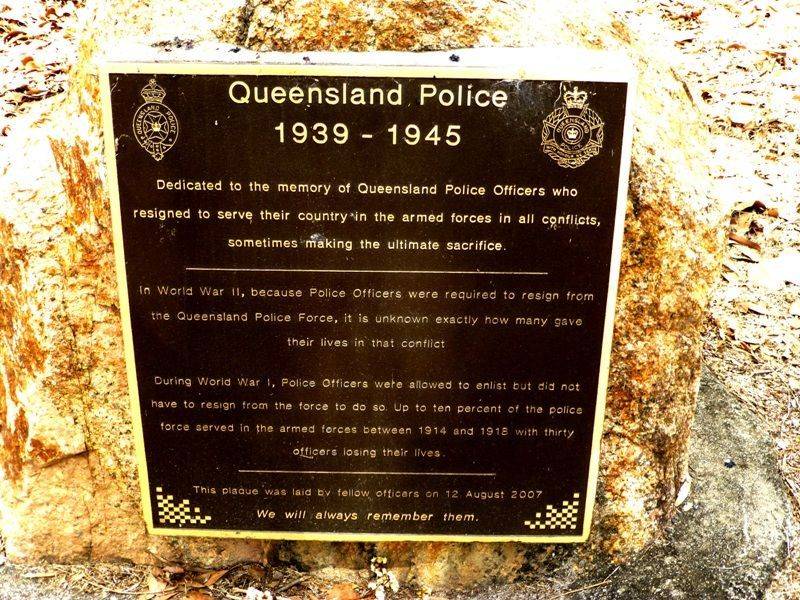 Queensland Police
1939 - 1945
Dedicated to the memory of Queensland Police Officers who
resigned to serve their country in the armed forces in all conflicts,
sometimes making the ultimate sacrifice.
In World War II, because Police Officers were required to resign from
the Queensland Police Force, it is unknown exactly how many gave
their lives in that conflict
During World War I, Police Officers were allowed to enlist but did not
have to resign from the force to do so. Up to ten percent of the police
force served in the armed forces between 1914 and 1918 with thirty
officers losing their lives.
This plaque was laid by fellow officers on 12 August 2007
We will always remember them.